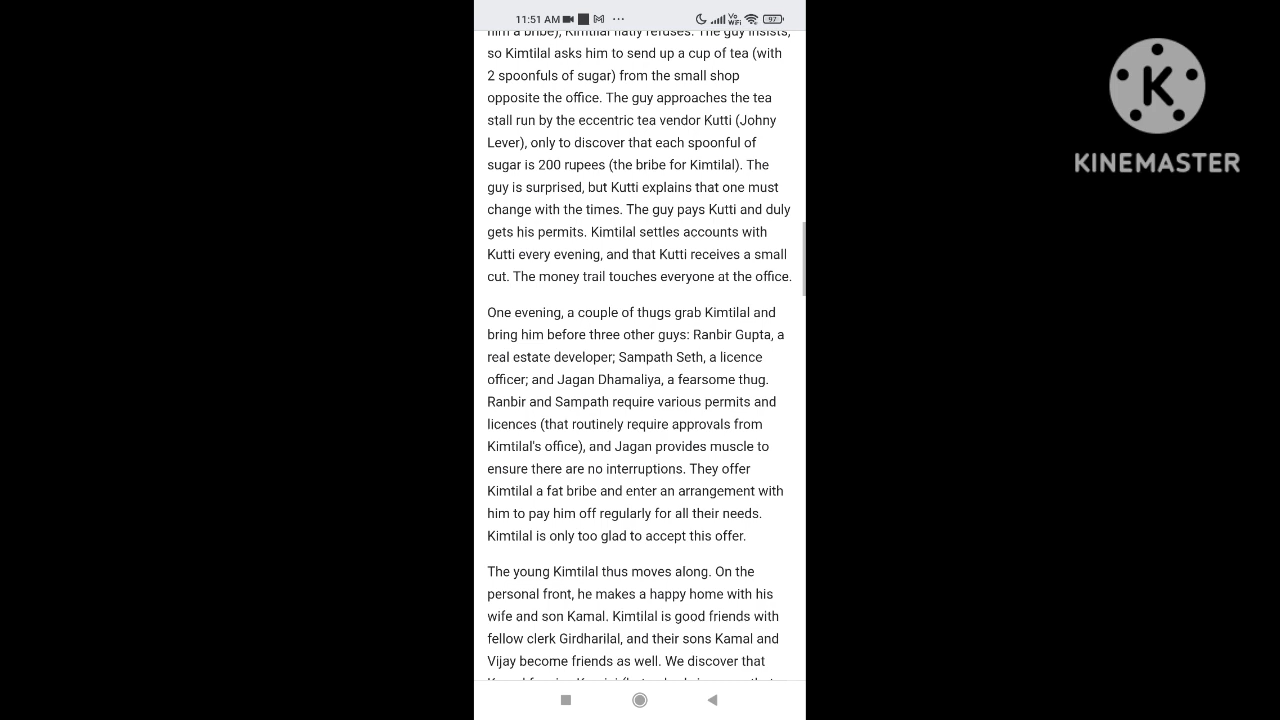 11:51 AM
Vo
WiFi
97
him a bribe), Kimtilal flatly refuses. The guy insists,
so Kimtilal asks him to send up a cup of tea (with
2 spoonfuls of sugar) from the small shop
opposite the office. The guy approaches the tea
stall run by the eccentric tea vendor Kutti (Johny
Lever), only to discover that each spoonful of
sugar is 200 rupees (the bribe for Kimtilal). The
guy is surprised, but Kutti explains that one must
change with the times. The guy pays Kutti and duly
gets his permits. Kimtilal settles accounts with
Kutti every evening, and that Kutti receives a small
cut. The money trail touches everyone at the office.
One evening, a couple of thugs grab Kimtilal and
bring him before three other guys: Ranbir Gupta, a
real estate developer; Sampath Seth, a licence
officer; and Jagan Dhamaliya, a fearsome thug.
Ranbir and Sampath require various permits and
licences (that routinely require approvals from
Kimtilal's office), and Jagan provides muscle to
ensure there are no interruptions. They offer
Kimtilal a fat bribe and enter an arrangement with
him to pay him off regularly for all their needs.
Kimtilal is only too glad to accept this offer.
The young Kimtilal thus moves along. On the
personal front, he makes a happy home with his
wife and son Kamal. Kimtilal is good friends with
fellow clerk Girdharilal, and their sons Kamal and
Vijay become friends as well. We discover that
K
KINEMASTER